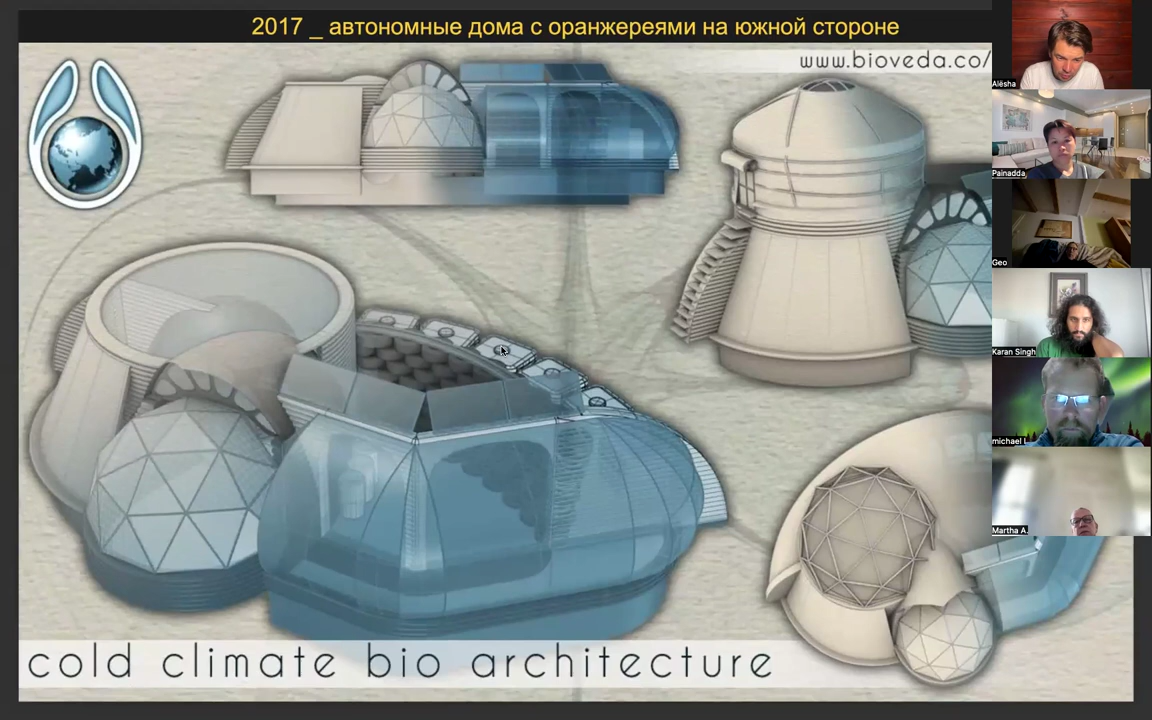 2017 _ автономные дома с оранжереями на южной стороне
www.bioveda.co/
Alësha
Painadda
Geo
Karan Singh
michael l
Martha A.
cold climate bio architecture